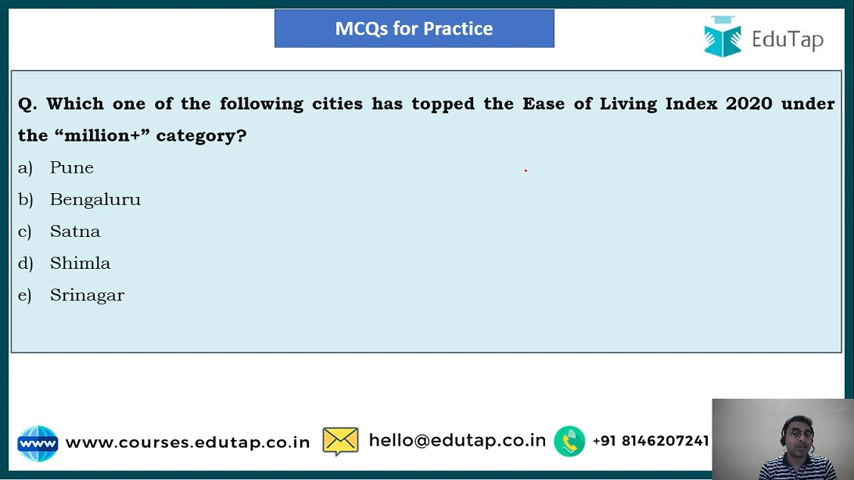 MCQs for Practice
EduTap
Q. Which one of the following cities has topped the Ease of Living Index 2020 under
the “million+” category?
a) Pune
b) Bengaluru
c) Satna
d) Shimla
e) Srinagar
www www.courses.edutap.co.in hello@edutap.co.in +91 8146207241